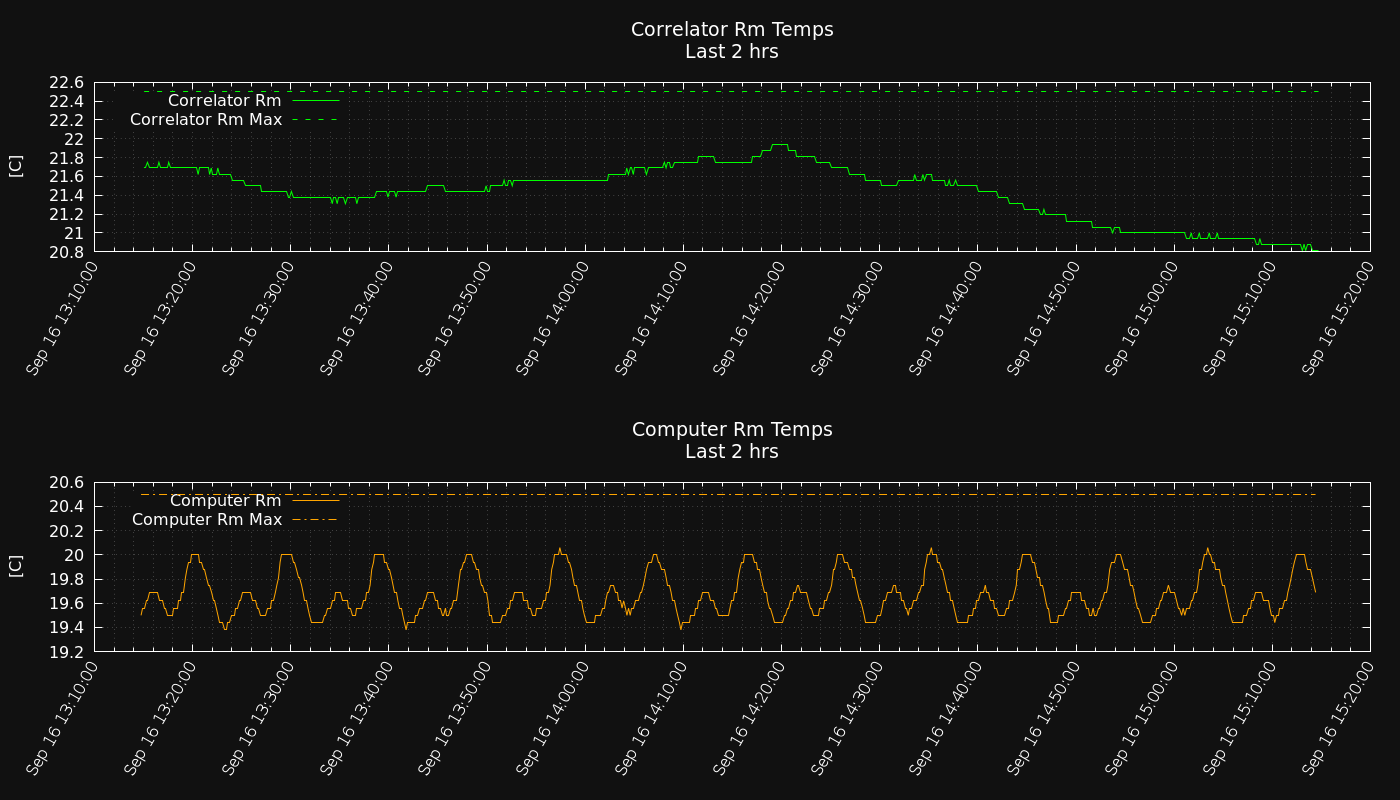 Correlator Rm Temps
Last 2 hrs
[C]
22.6
22.4
22.2
22
21.8
21.6
21.4
21.2
21
20.8
Correlator Rm
Correlator Rm Max
Sep 16 13:10:00
Sep 16 13:20:00
Sep 16 13:30:00
Sep 16 13:40:00
Sep 16 13:50:00
Sep 16 14:00:00
Sep 16 14:10:00
Sep 16 14:20:00
Sep 16 14:30:00
Sep 16 14:40:00
Sep 16 14:50:00
Sep 16 15:00:00
Sep 16 15:10:00
Sep 16 15:20:00
Computer Rm Temps
Last 2 hrs
[C]
20.6
20.4
20.2
20
19.8
19.6
19.4
19.2
Computer Rm
Computer Rm Max
Sep 16 13:10:00
Sep 16 13:20:00
Sep 16 13:30:00
Sep 16 13:40:00
Sep 16 13:50:00
Sep 16 14:00:00
Sep 16 14:10:00
Sep 16 14:20:00
Sep 16 14:30:00
Sep 16 14:40:00
Sep 16 14:50:00
Sep 16 15:00:00
Sep 16 15:10:00
Sep 16 15:20:00